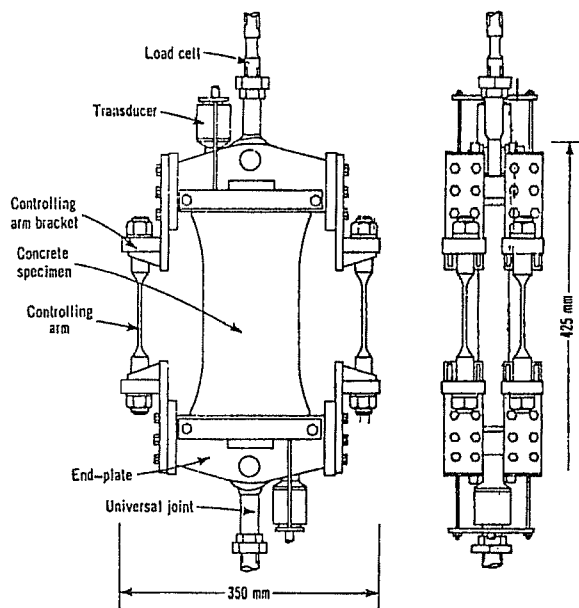 Load cell
Transducer
Controlling
arm bracket
Concrete
specimen
Controlling
arm
End-plate
Universal joint
350 mm
425 mm